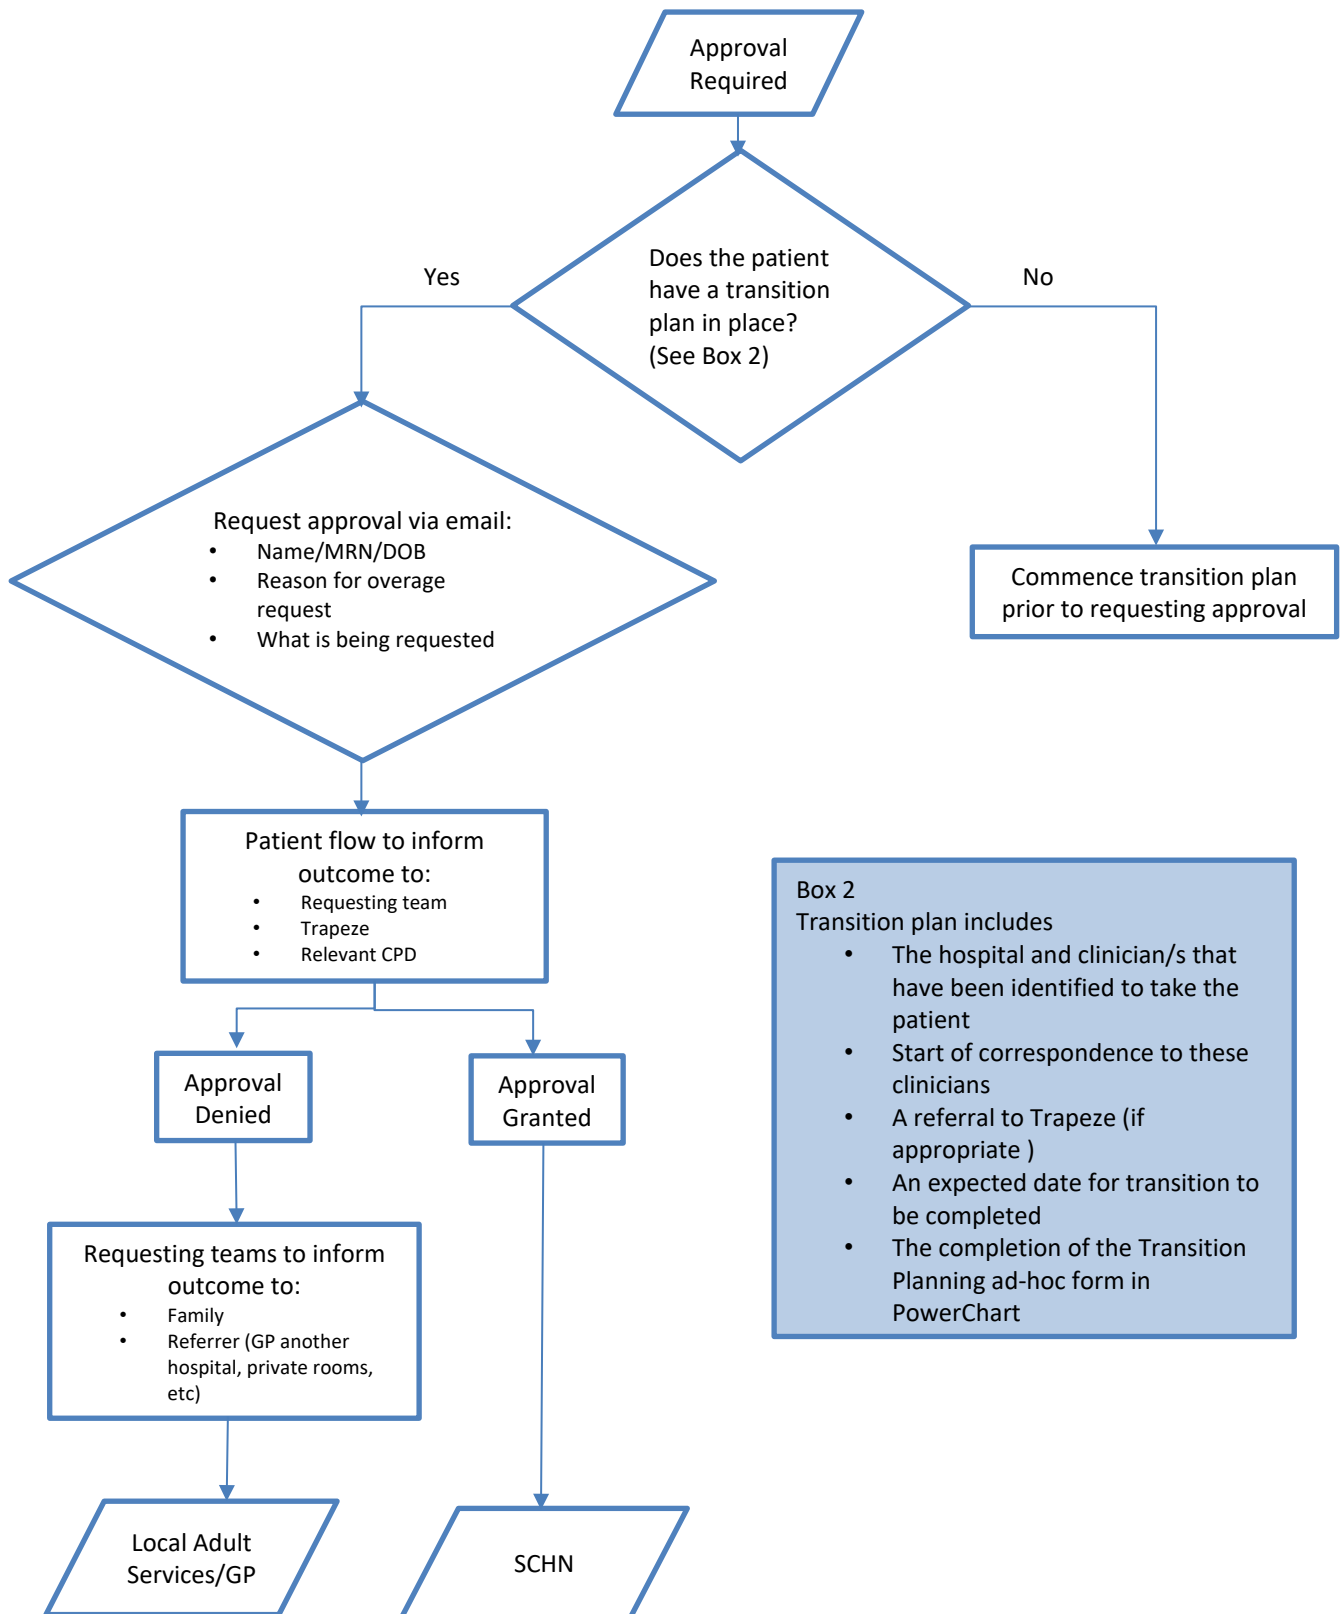 Approval
Required
Does the patient
have a transition
plan in place?
(See Box 2)
Yes
No
Request approval via email:
• Name/MRN/DOB
• Reason for overage
request
• What is being requested
Commence transition plan
prior to requesting approval
Patient flow to inform
outcome to:
• Requesting team
• Trapeze
• Relevant CPD
Approval
Denied
Approval
Granted
Requesting teams to inform
outcome to:
• Family
• Referrer (GP another
hospital, private rooms,
etc)
Local Adult
Services/GP
SCHN
Box 2
Transition plan includes
• The hospital and clinician/s that
have been identified to take the
patient
• Start of correspondence to these
clinicians
• A referral to Trapeze (if
appropriate )
• An expected date for transition to
be completed
• The completion of the Transition
Planning ad-hoc form in
PowerChart